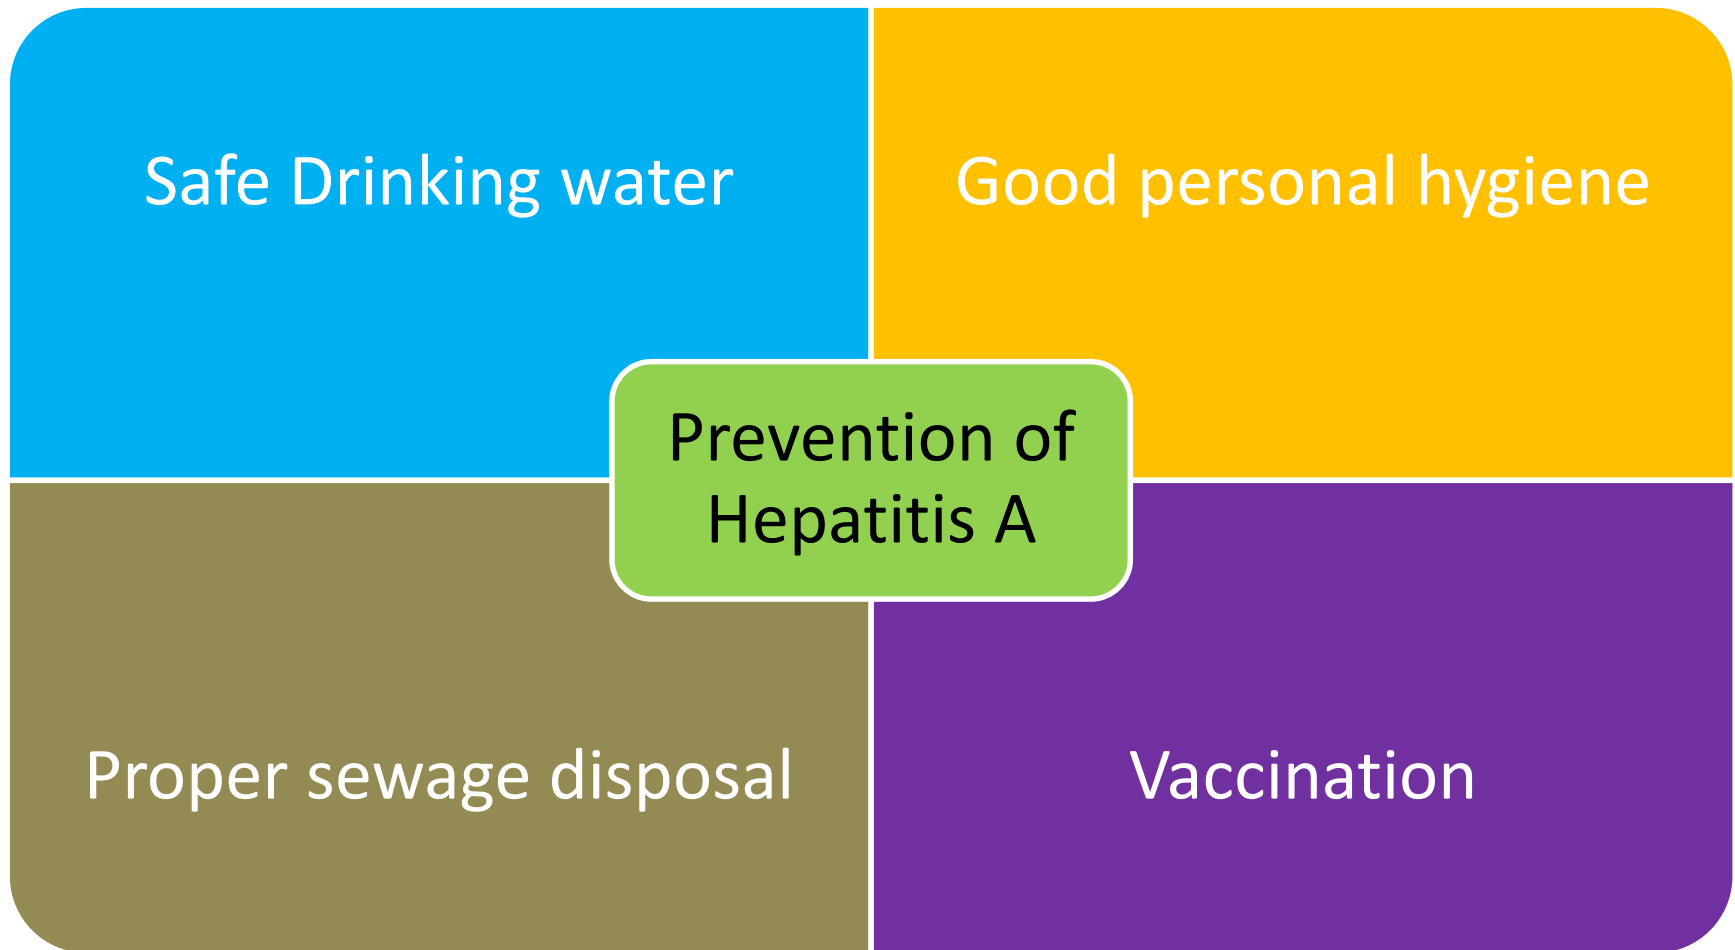 Safe Drinking water
Good personal hygiene
Prevention of
Hepatitis A
Proper sewage disposal
Vaccination